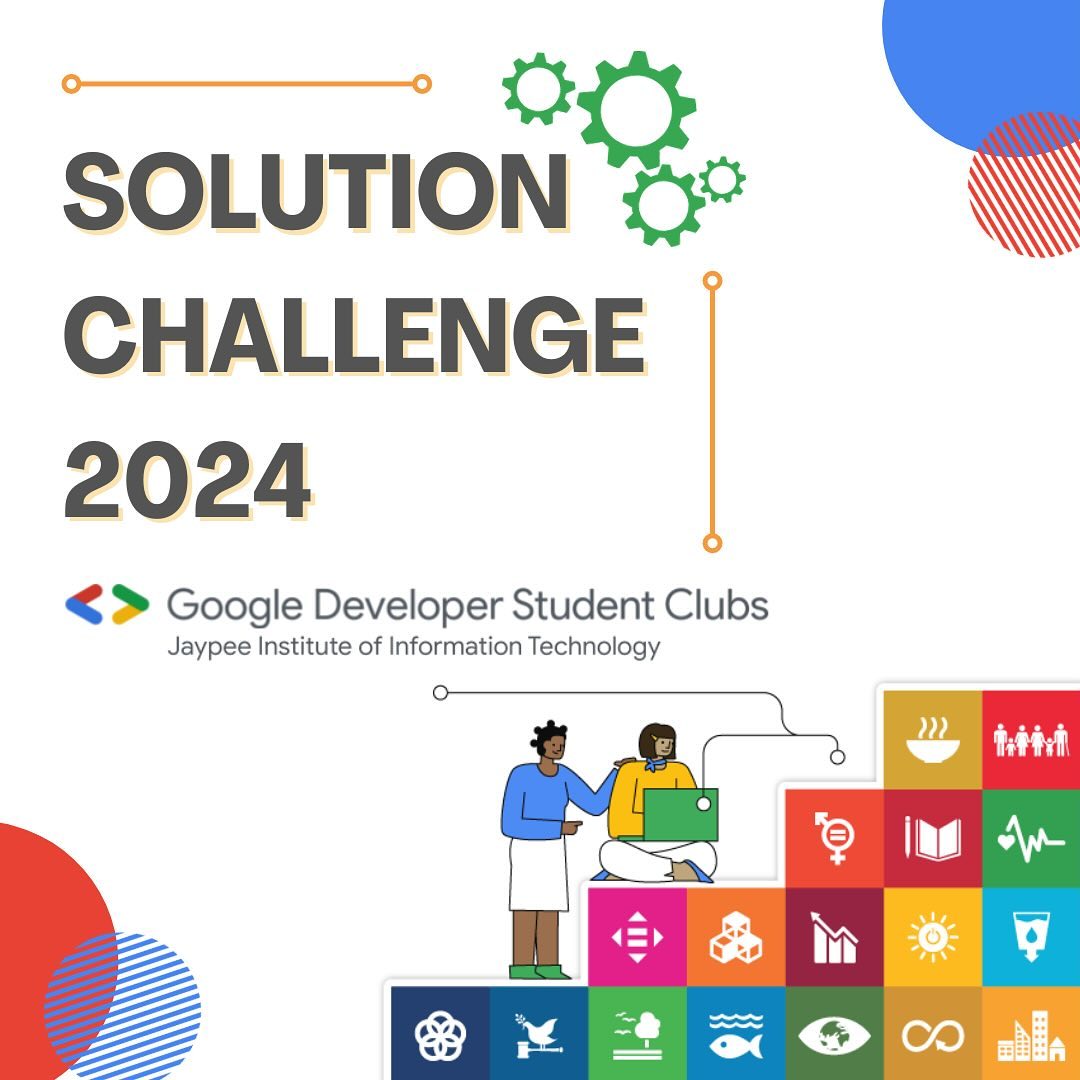 SOLUTION
CHALLENGE
2024
Google Developer Student Clubs
Jaypee Institute of Information Technology